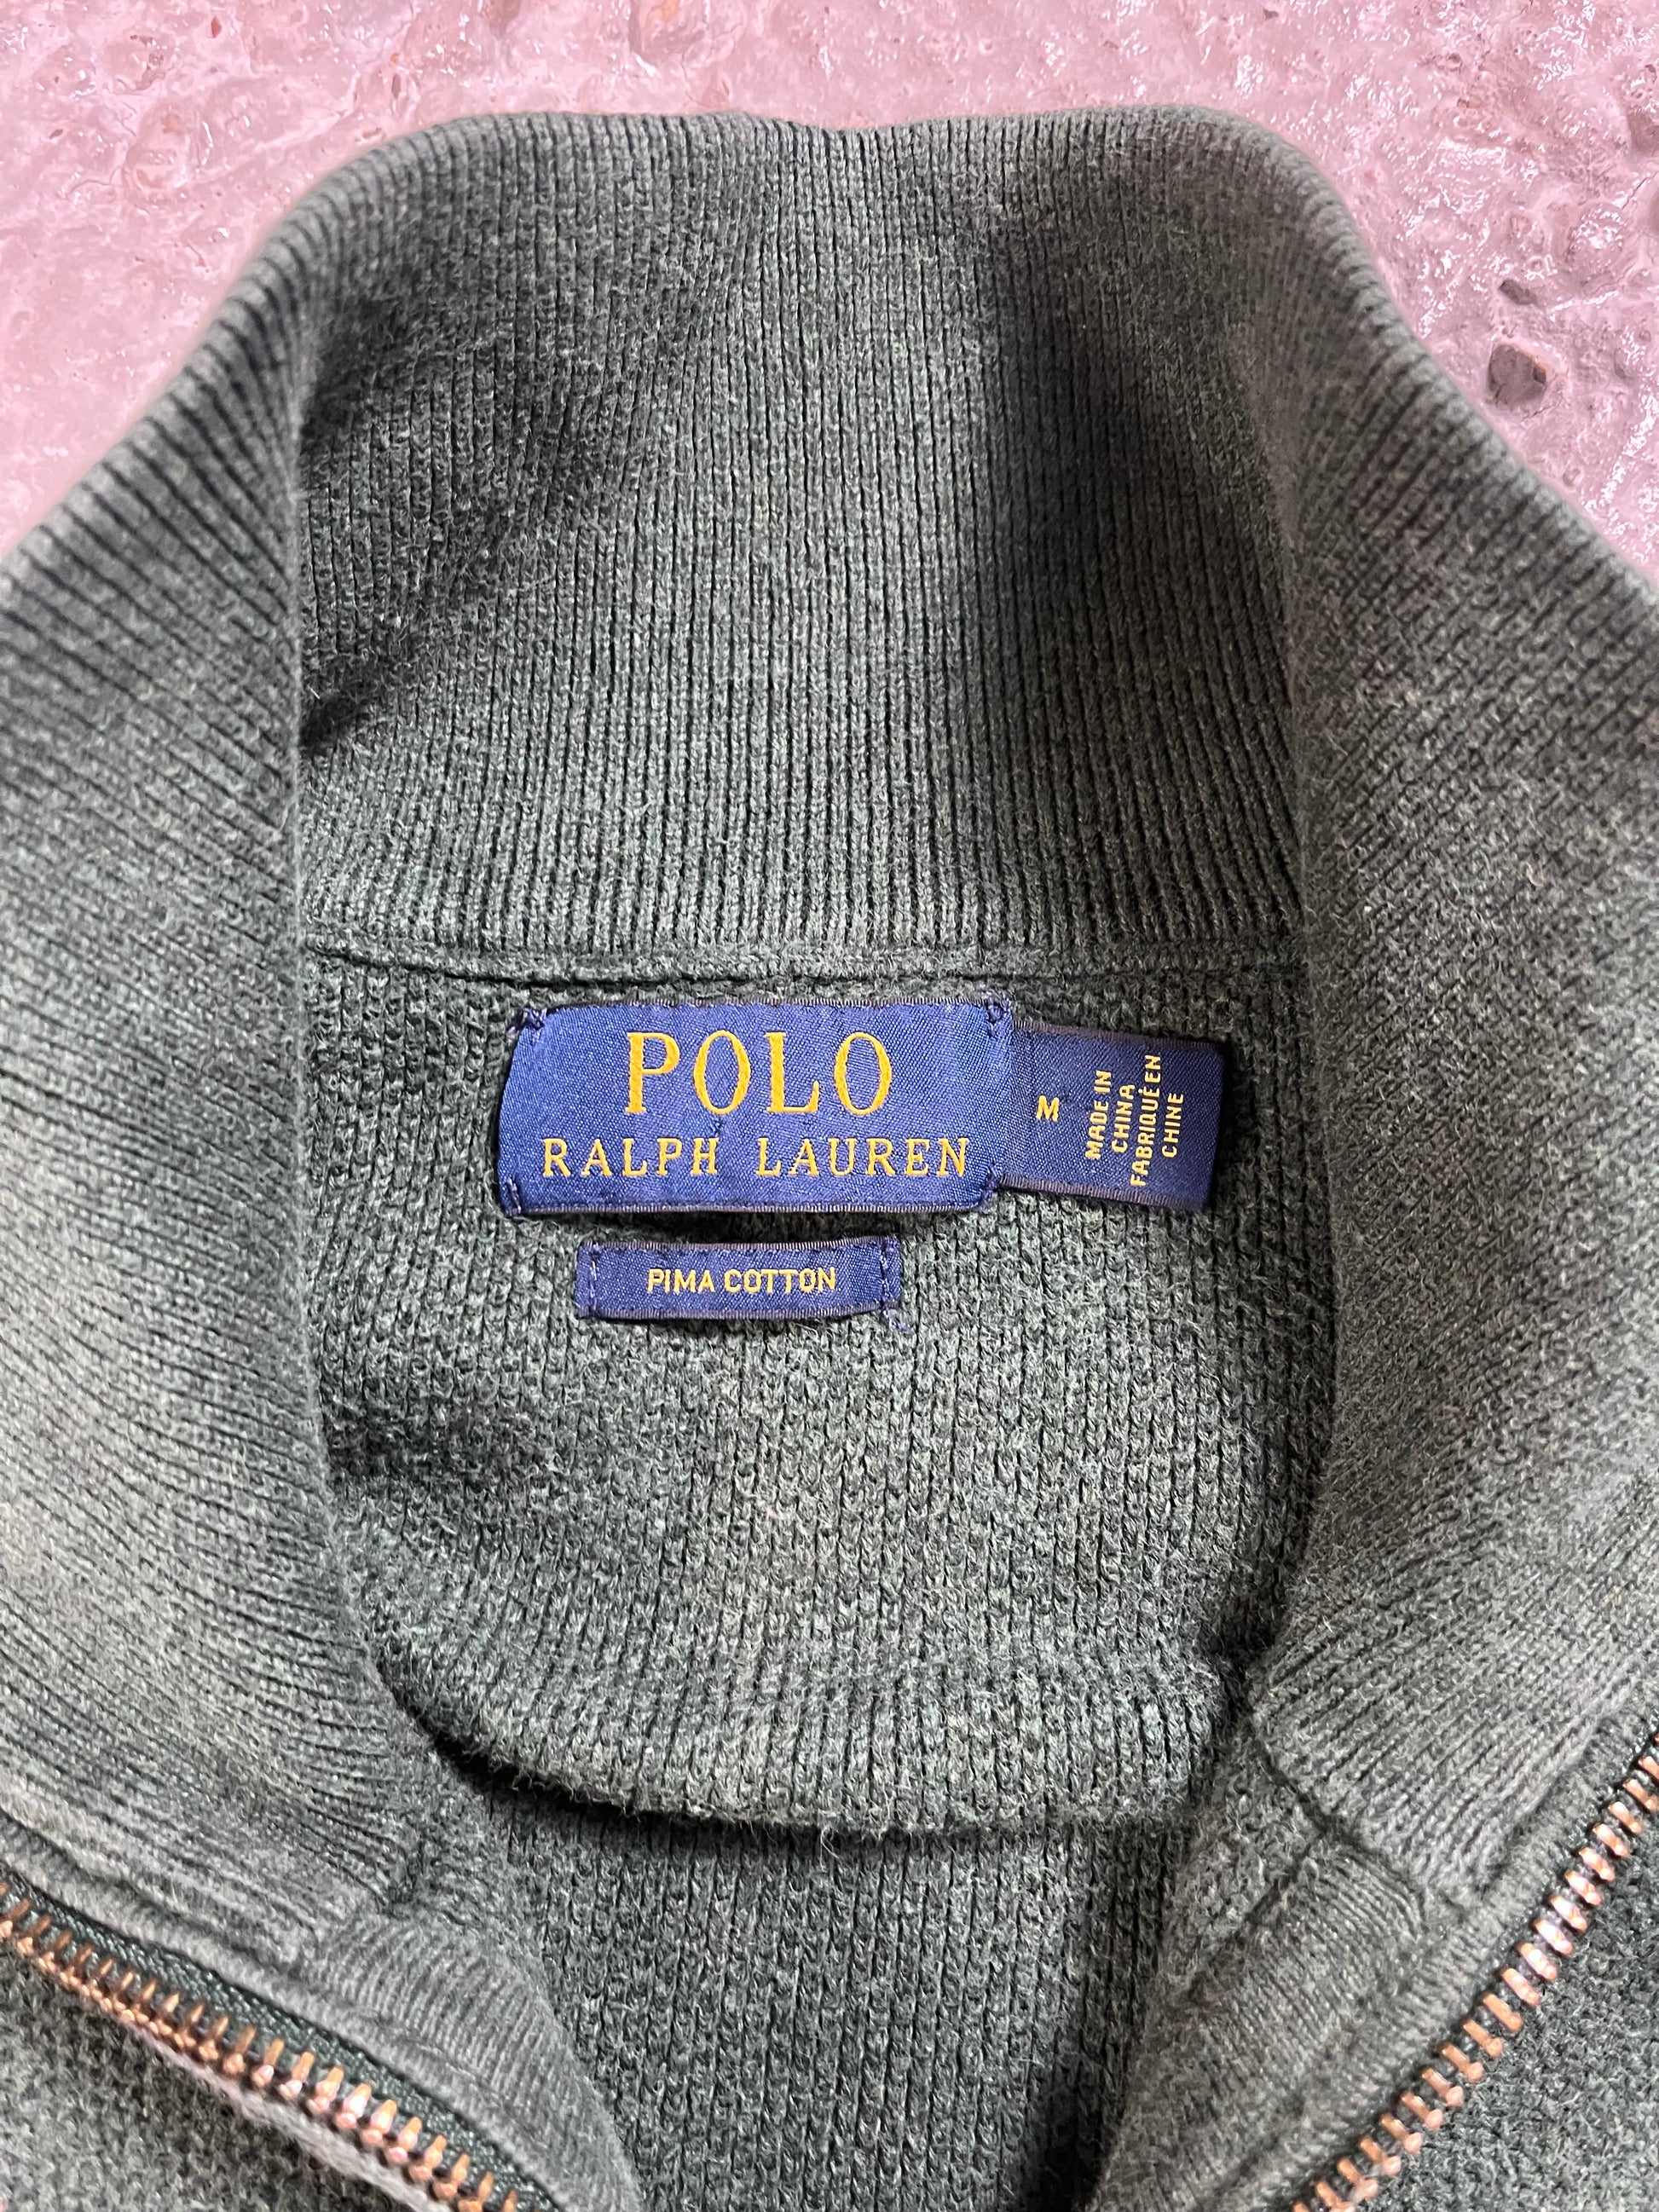 POLO
RALPH LAUREN
M
MADE IN
CHINA
FABRIQUÉ EN
CHINE
PIMA COTTON